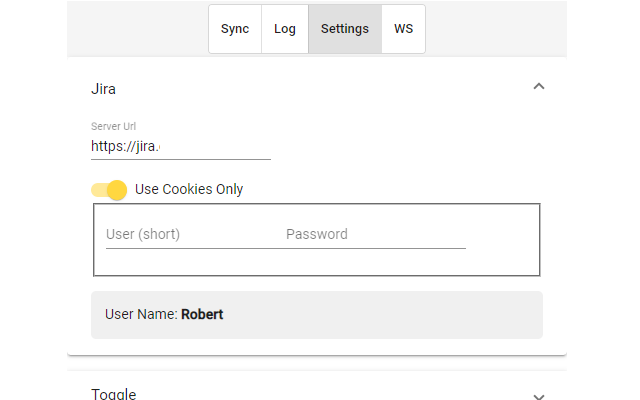 Sync Log Settings WS
Jira
Server Url
https://jira.
Use Cookies Only
User (short) Password
User Name: Robert
Toggle